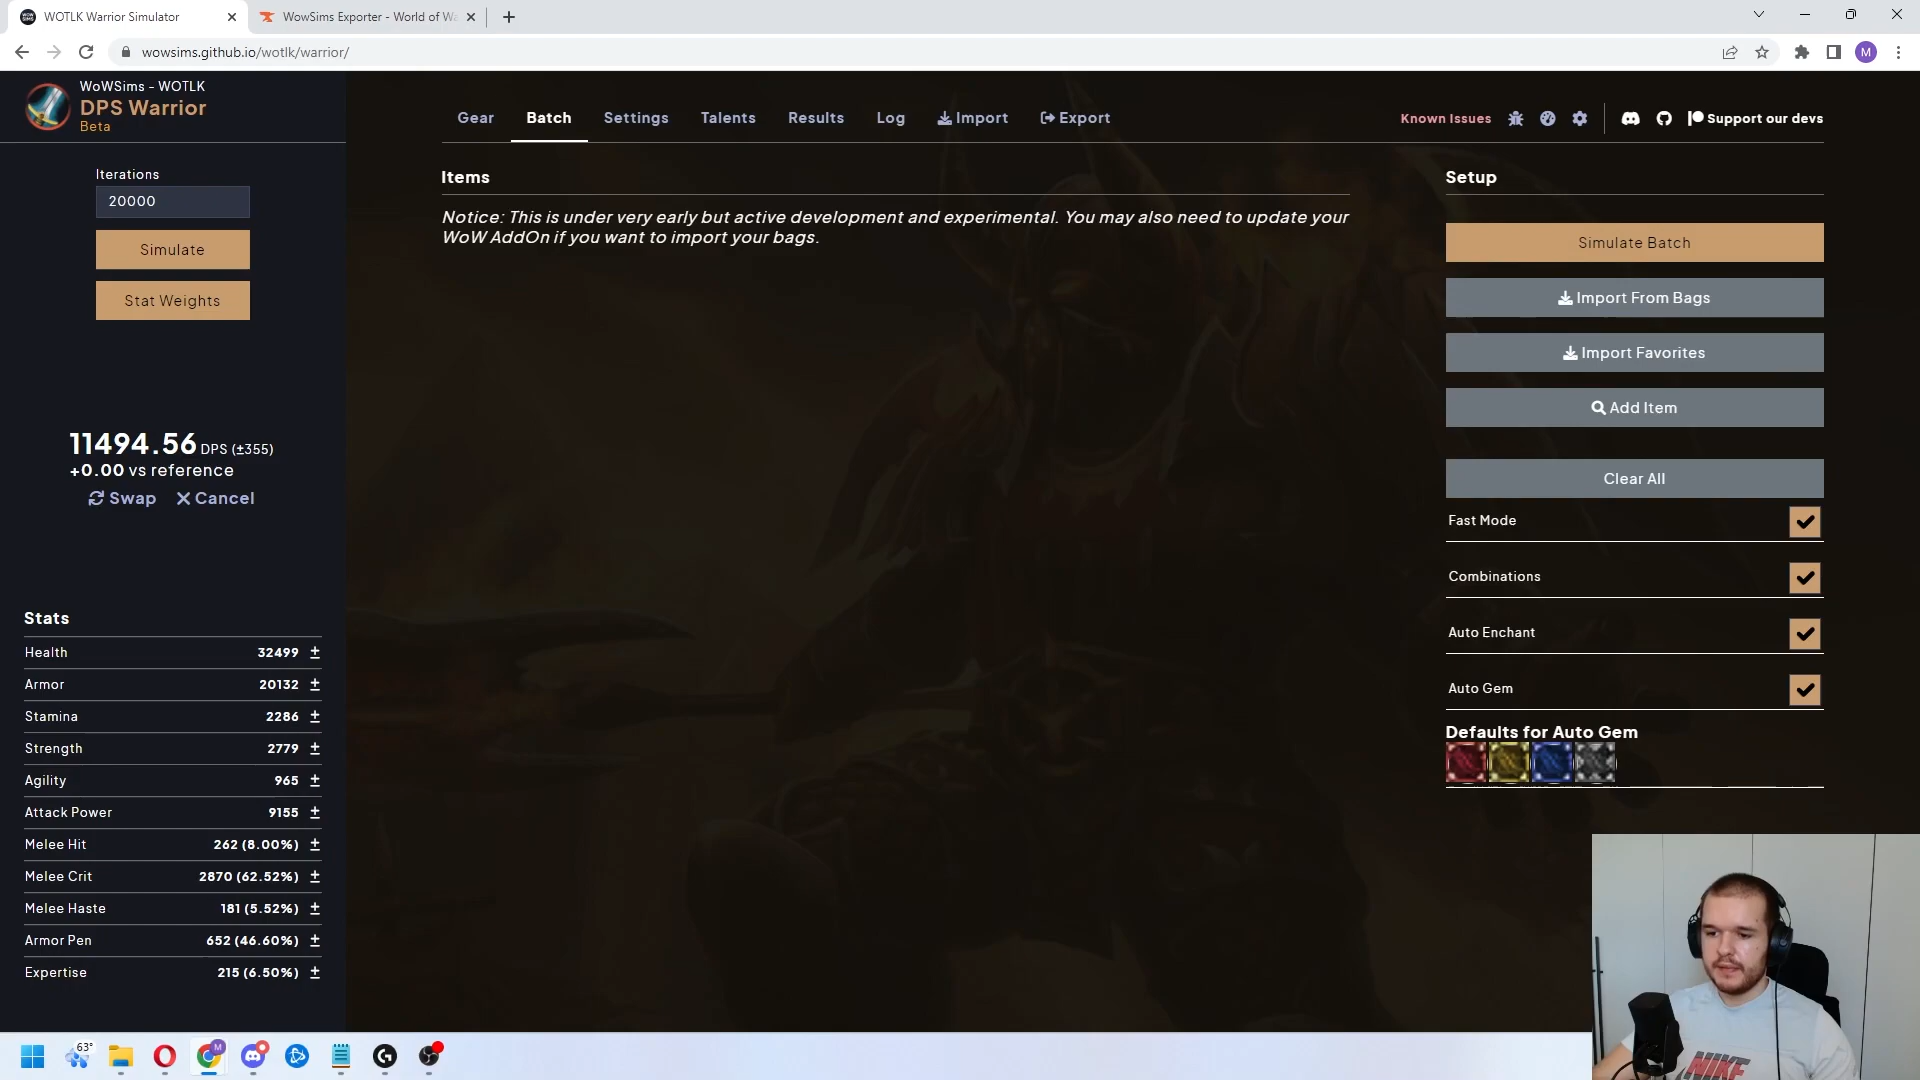 WOTLK Warrior Simulator
WowSims Exporter - World of Wa
wowsims.github.io/wotlk/warrior/
M
WoWSims - WOTLK
DPS Warrior
Beta
Gear
Batch
Settings
Talents
Results
Log
Import
Export
Known Issues
Support our devs
Iterations
20000
Simulate
Stat Weights
11494.56 DPS (±355)
+0.00 vs reference
Swap
Cancel
Stats
Health 32499
Armor 20132
Stamina 2286
Strength 2779
Agility 965
Attack Power 9155
Melee Hit 262 (8.00%)
Melee Crit 2870 (62.52%)
Melee Haste 181 (5.52%)
Armor Pen 652 (46.60%)
Expertise 215 (6.50%)
Items
Notice: This is under very early but active development and experimental. You may also need to update your
WoW AddOn if you want to import your bags.
Setup
Simulate Batch
Import From Bags
Import Favorites
Add Item
Clear All
Fast Mode
Combinations
Auto Enchant
Auto Gem
Defaults for Auto Gem
NIKE
63°
M